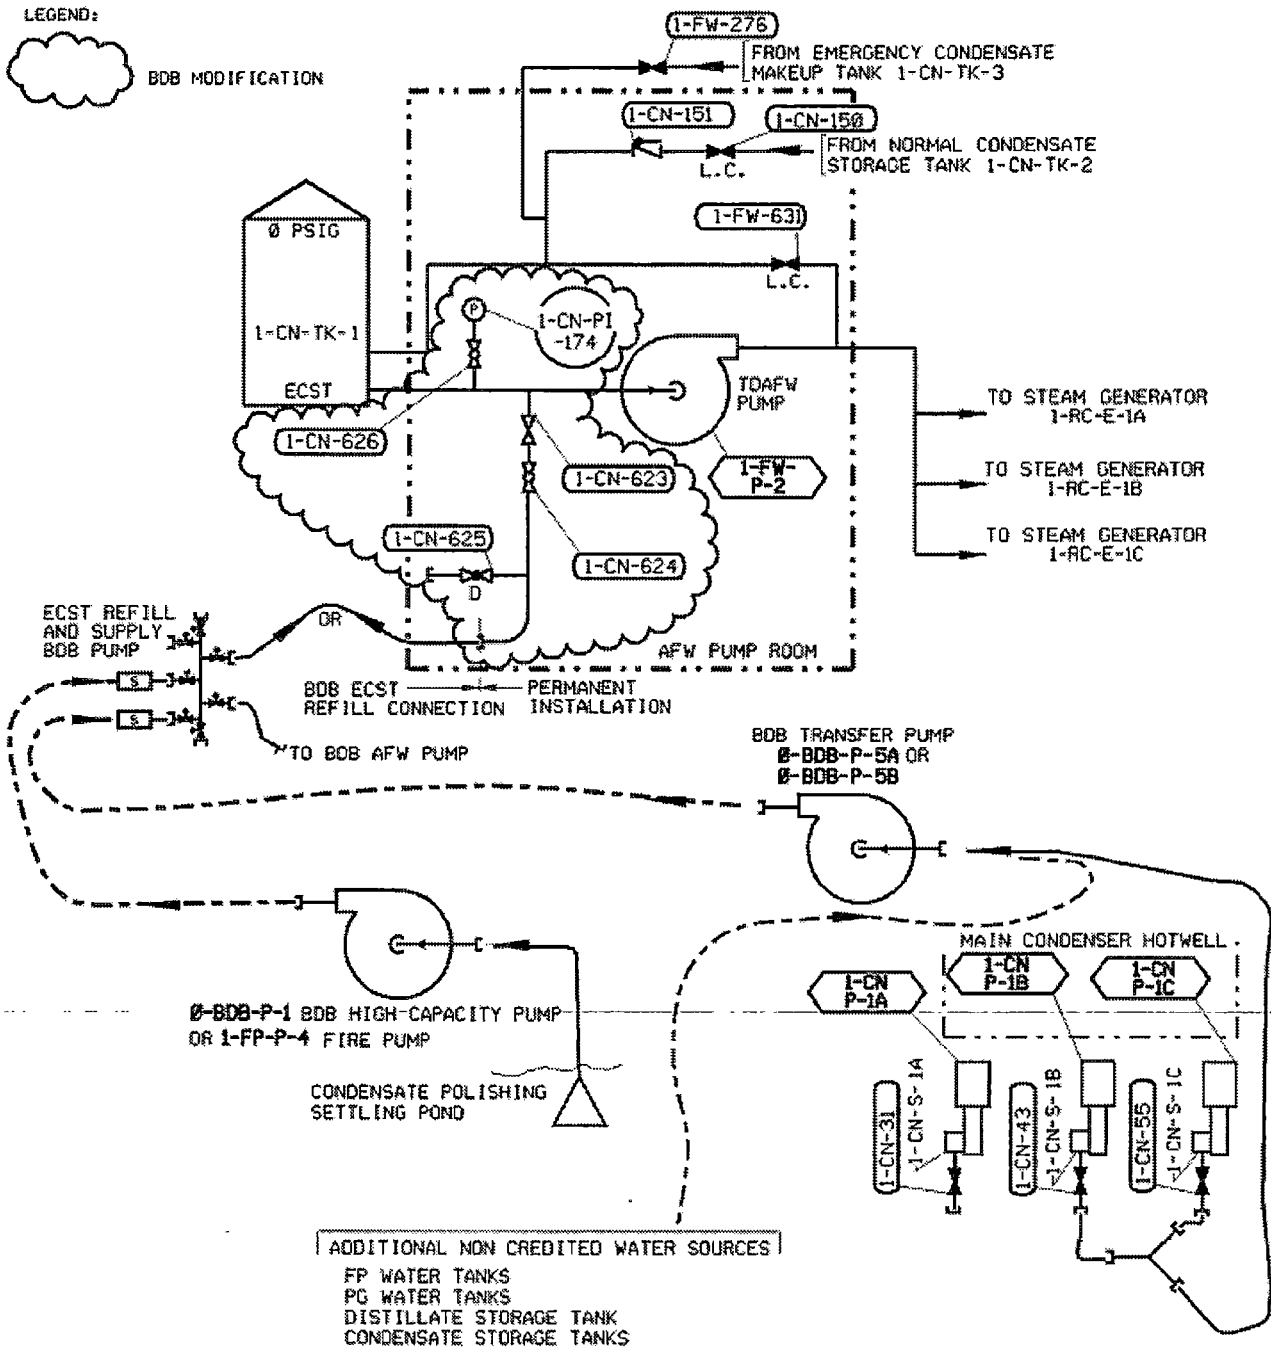 LEGEND:
BDB MODIFICATION
1-FW-276
FROM EMERGENCY CONDENSATE
MAKEUP TANK 1-CN-TK-3
1-CN-151
1-CN-150
L.C.
FROM NORMAL CONDENSATE
STORAGE TANK 1-CN-TK-2
1-FW-631
L.C.
Ø PSIG
1-CN-TK-1
ECST
P
1-CN-PI
-174
TDAFW
PUMP
1-CN-626
1-CN-623
1-FW-
P-2
TO STEAM GENERATOR
1-RC-E-1A
TO STEAM GENERATOR
1-RC-E-1B
TO STEAM GENERATOR
1-RC-E-1C
1-CN-625
1-CN-624
D
ECST REFILL
AND SUPPLY
BDB PUMP
OR
AFW PUMP ROOM
S
S
BDB ECST
REFILL CONNECTION
PERMANENT
INSTALLATION
TO BDB AFW PUMP
BDB TRANSFER PUMP
Ø-BDB-P-5A OR
Ø-BDB-P-5B
Ø-BDB-P-1 BDB HIGH CAPACITY PUMP
OR 1-FP-P-4 FIRE PUMP
CONDENSATE POLISHING
SETTLING POND
MAIN CONDENSER HOTWELL
1-CN
P-1A
1-CN
P-1B
1-CN
P-1C
1-CN-31
1-CN-S-1A
1-CN-43
1-CN-S-1B
1-CN-55
1-CN-S-1C
ADDITIONAL NON CREDITED WATER SOURCES
FP WATER TANKS
PG WATER TANKS
DISTILLATE STORAGE TANK
CONDENSATE STORAGE TANKS